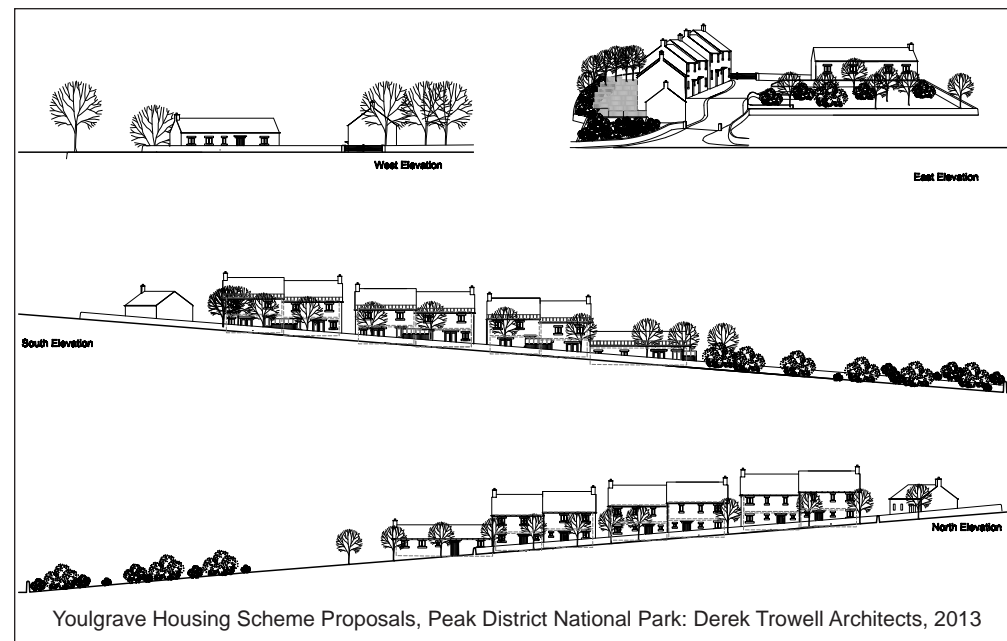 West Elevation
East Elevation
South Elevation
North Elevation
Youlgrave Housing Scheme Proposals, Peak District National Park: Derek Trowell Architects, 2013